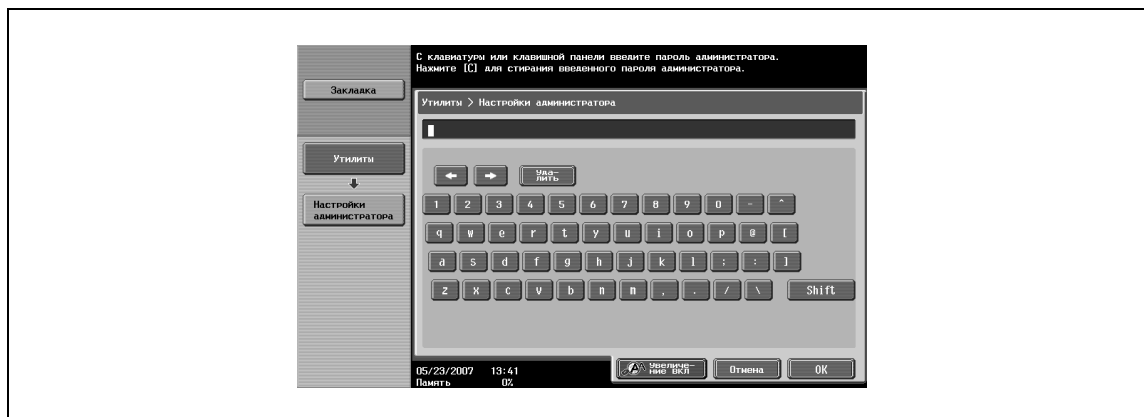 С клавиатуры или клавишной панели введите пароль администратора.
Нажмите [C] для стирания введенного пароля администратора.
Закладка
Утилиты > Настройки администратора
Утилиты
Настройки
администратора
Уда-
лить
1 2 3 4 5 6 7 8 9 0 - ^
q w e r t y u i o p @ [
a s d f g h j k l ; : ]
z x c v b n m , . / \ Shift
05/23/2007 13:41
Память 0%
Увеличе-
ние ВКЛ
Отмена
OK